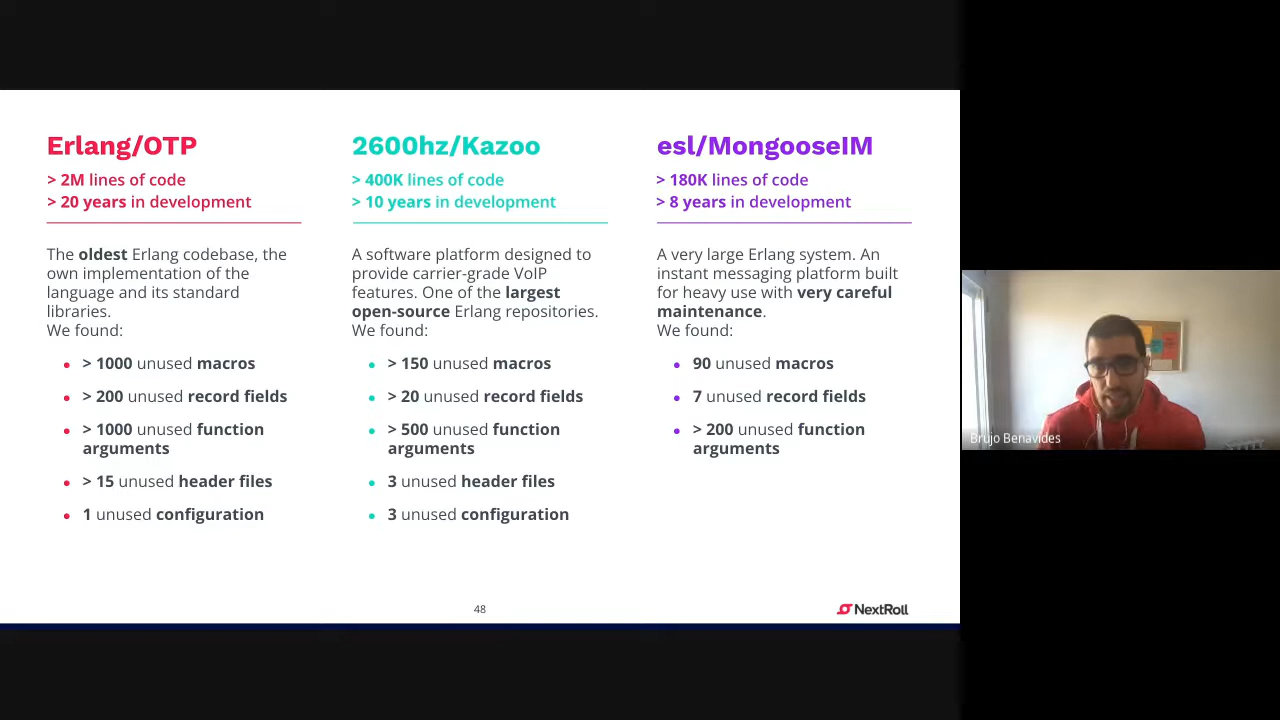 Erlang/OTP
> 2M lines of code
> 20 years in development
The oldest Erlang codebase, the
own implementation of the
language and its standard
libraries.
We found:
> 1000 unused macros
> 200 unused record fields
> 1000 unused function
arguments
> 15 unused header files
1 unused configuration
2600hz/Kazoo
> 400K lines of code
> 10 years in development
A software platform designed to
provide carrier-grade VoIP
features. One of the largest
open-source Erlang repositories.
We found:
> 150 unused macros
> 20 unused record fields
> 500 unused function
arguments
3 unused header files
3 unused configuration
esl/MongooseIM
> 180K lines of code
> 8 years in development
A very large Erlang system. An
instant messaging platform built
for heavy use with very careful
maintenance.
We found:
90 unused macros
7 unused record fields
> 200 unused function
arguments
48
NextRoll
Brujo Benavides